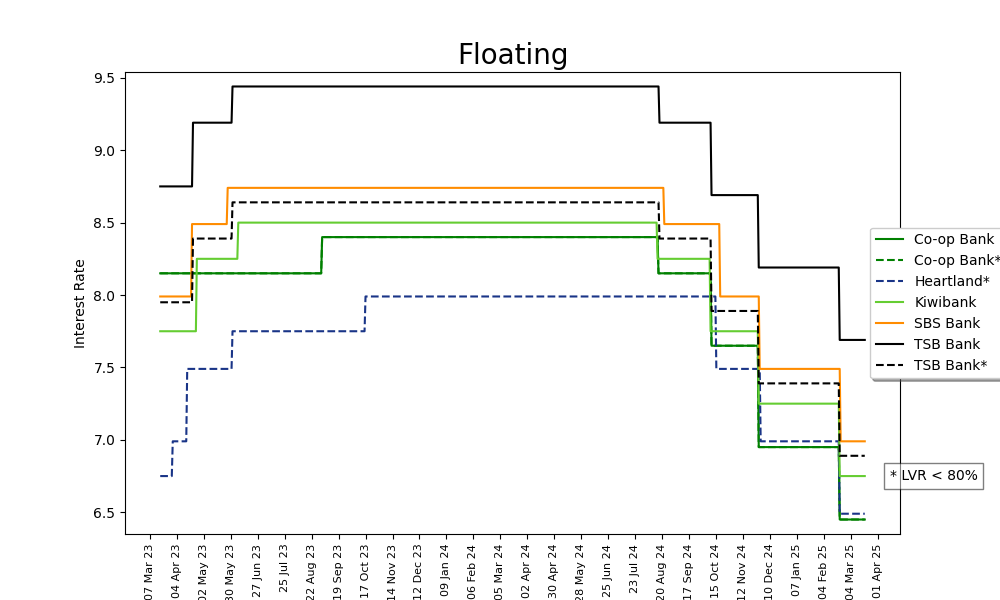 Floating
9.5
9.0
8.5
8.0
7.5
7.0
6.5
Interest Rate
Co-op Bank
Co-op Bank*
Heartland*
Kiwibank
SBS Bank
TSB Bank
TSB Bank*
* LVR < 80%
07 Mar 23
04 Apr 23
02 May 23
30 May 23
27 Jun 23
25 Jul 23
22 Aug 23
19 Sep 23
17 Oct 23
14 Nov 23
12 Dec 23
09 Jan 24
06 Feb 24
05 Mar 24
02 Apr 24
30 Apr 24
28 May 24
25 Jun 24
23 Jul 24
20 Aug 24
17 Sep 24
15 Oct 24
12 Nov 24
10 Dec 24
07 Jan 25
04 Feb 25
04 Mar 25
01 Apr 25